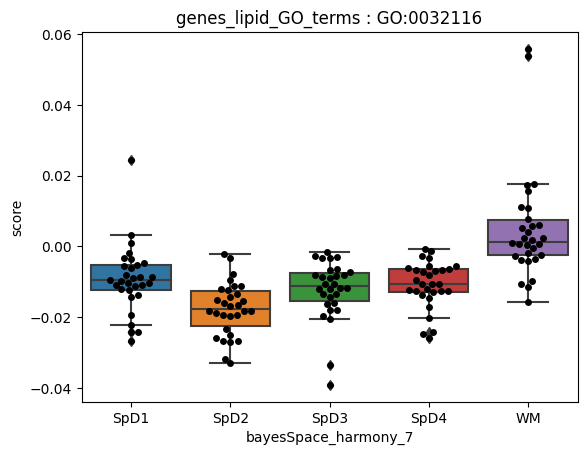 genes_lipid_GO_terms : GO:0032116
0.06
0.04
0.02
0.00
−0.02
−0.04
score
SpD1 SpD2 SpD3 SpD4 WM
bayesSpace_harmony_7